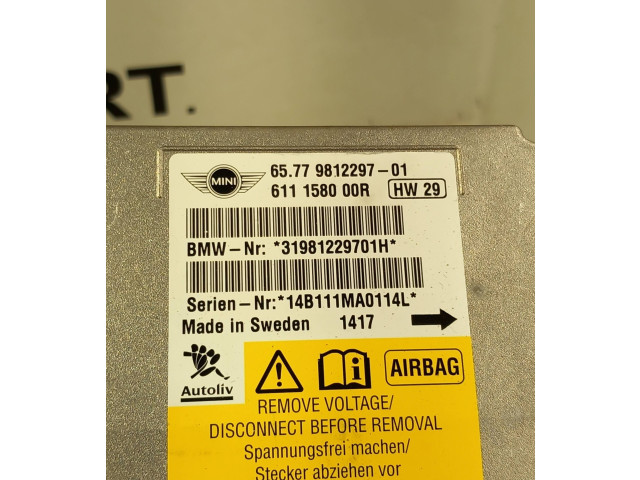 RT.
MINI
65.77 9812297-01
611 1580 00R HW 29
BMW-Nr: *31981229701H*
Serien-Nr:*14B111MA0114L*
Made in Sweden 1417
Autoliv
AIRBAG
REMOVE VOLTAGE/
DISCONNECT BEFORE REMOVAL
Spannungsfrei machen/
Stecker abziehen vor